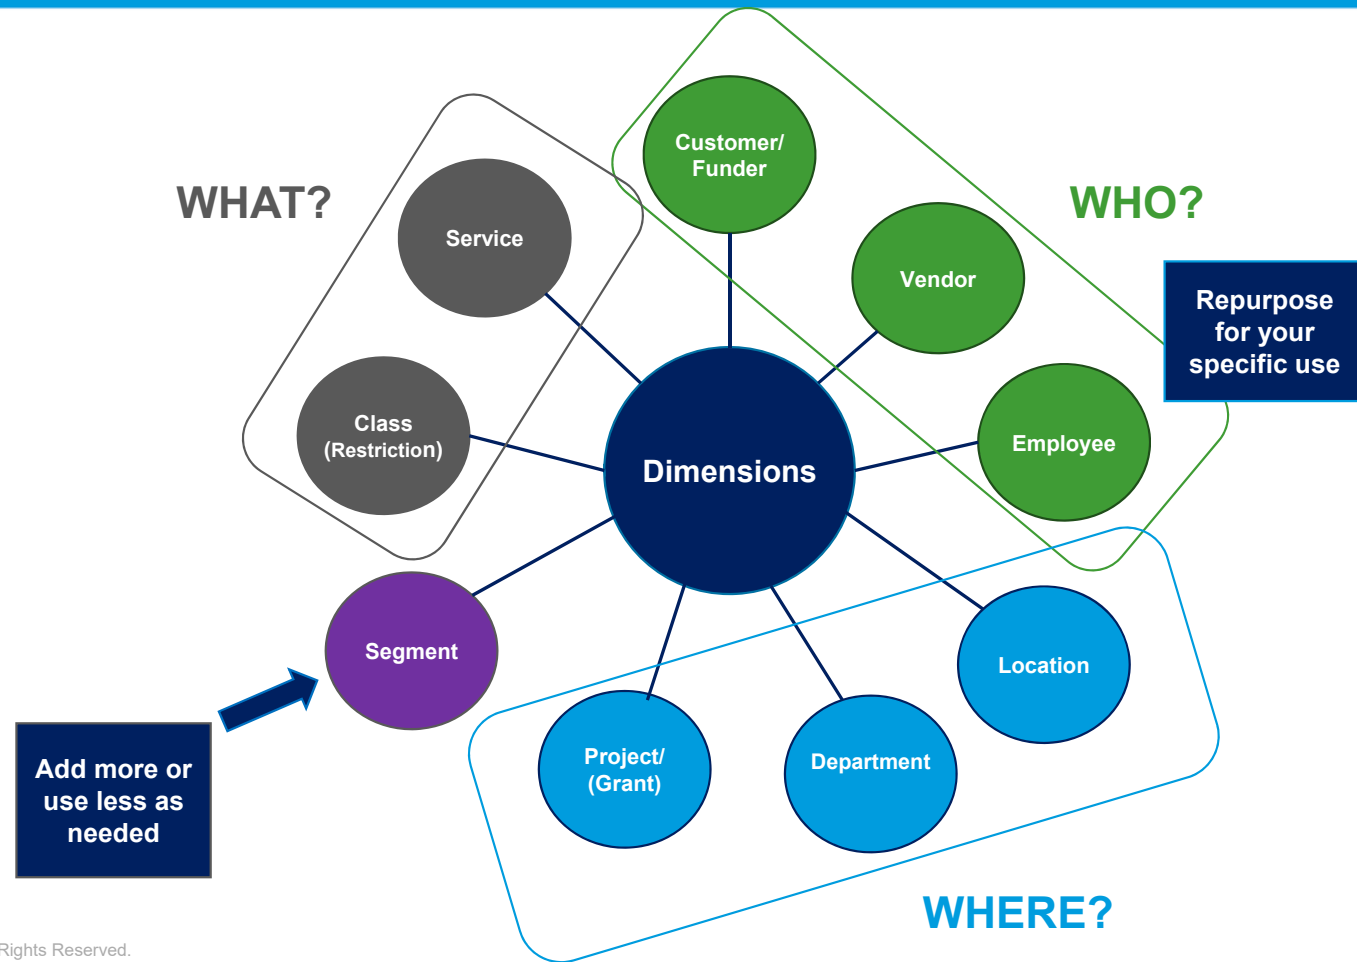 WHAT?
Service
Class
(Restriction)
Customer/
Funder
WHO?
Vendor
Employee
Repurpose
for your
specific use
Dimensions
Segment
Add more or
use less as
needed
Project/
(Grant)
Department
Location
WHERE?
Rights Reserved.